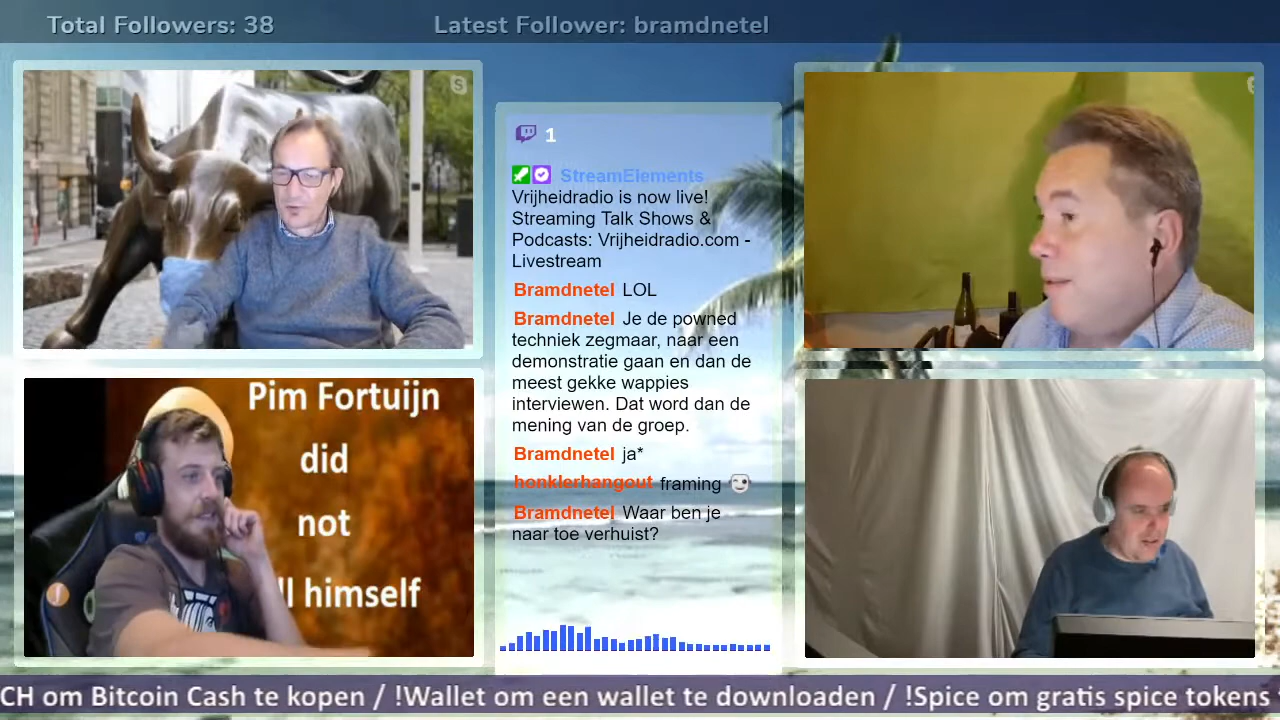 Total Followers: 38
Latest Follower: bramdnetel
1
StreamElements
Vrijheidradio is now live!
Streaming Talk Shows &
Podcasts: Vrijheidradio.com -
Livestream
Bramdnetel LOL
Bramdnetel Je de powned
techniek zegmaar, naar een
demonstratie gaan en dan de
meest gekke wappies
interviewen. Dat word dan de
mening van de groep.
Bramdnetel ja*
honklerhangout framing
Bramdnetel Waar ben je
naar toe verhuist?
Pim Fortuijn
did
not
ll himself
CH om Bitcoin Cash te kopen / !Wallet om een wallet te downloaden / !Spice om gratis spice tokens